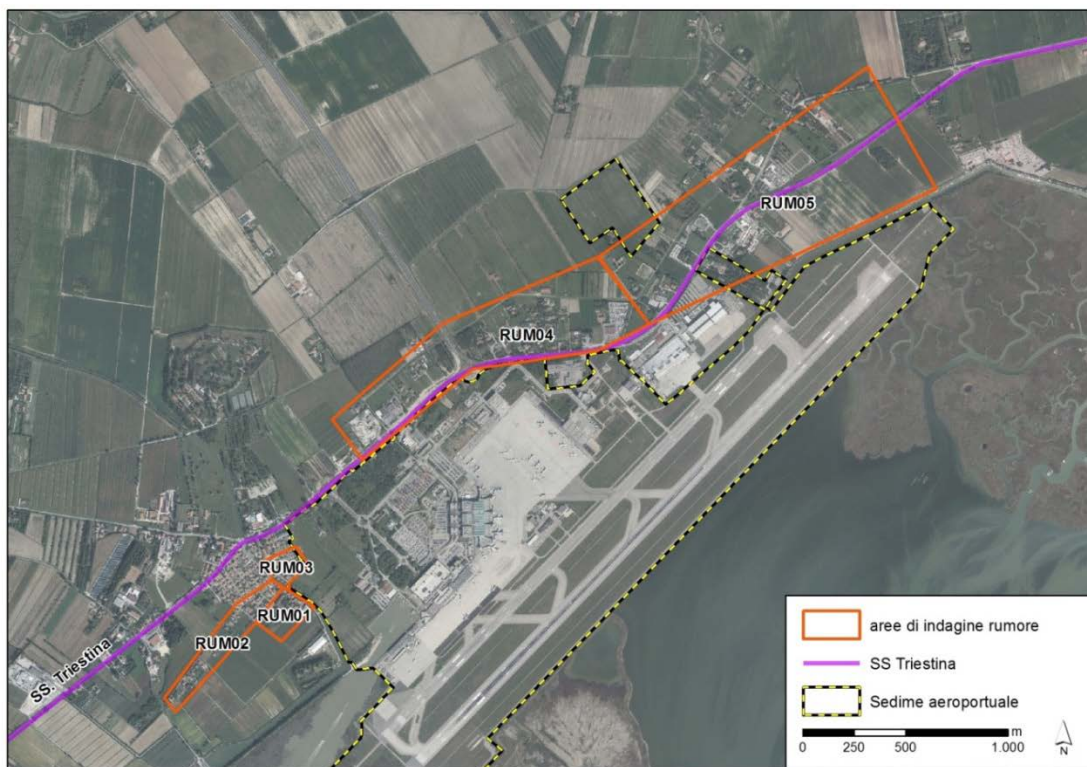 RUM05
RUM04
RUM03
RUM01
RUM02
SS. Triestina
aree di indagine rumore
SS Triestina
Sedime aeroportuale
m
0 250 500 1.000
N